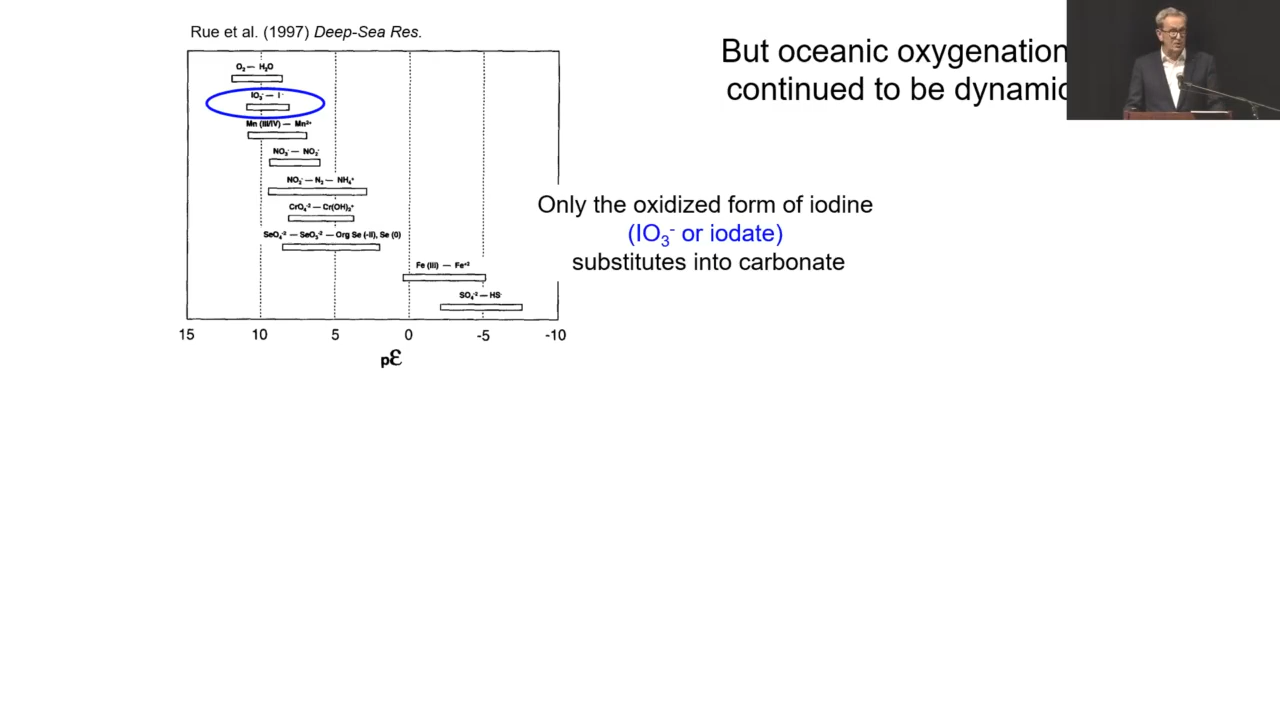 Rue et al. (1997) Deep-Sea Res.
O₂ — H₂O
IO₃⁻ — I⁻
Mn (III/IV) — Mn²⁺
NO₃⁻ — NO₂⁻
NO₃⁻ — N₂ — NH₄⁺
CrO₄⁻² — Cr(OH)₂⁺
SeO₄⁻² — SeO₃⁻² — Org Se (-II), Se (0)
Fe (III) — Fe⁺²
SO₄⁻² — HS⁻
15 10 5 0 -5 -10
pƐ
But oceanic oxygenation
continued to be dynamic
Only the oxidized form of iodine
(IO₃⁻ or iodate)
substitutes into carbonate